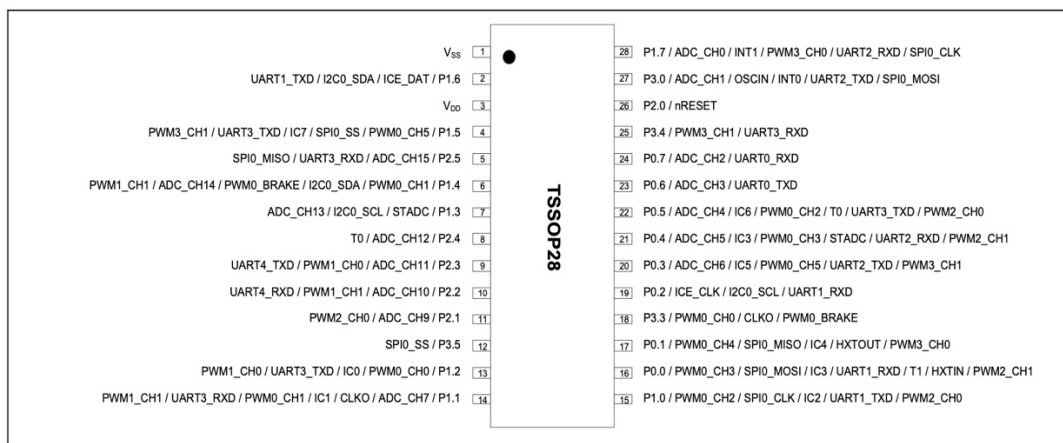 VSS 1
UART1_TXD / I2C0_SDA / ICE_DAT / P1.6 2
VDD 3
PWM3_CH1 / UART3_TXD / IC7 / SPI0_SS / PWM0_CH5 / P1.5 4
SPI0_MISO / UART3_RXD / ADC_CH15 / P2.5 5
PWM1_CH1 / ADC_CH14 / PWM0_BRAKE / I2C0_SDA / PWM0_CH1 / P1.4 6
ADC_CH13 / I2C0_SCL / STADC / P1.3 7
T0 / ADC_CH12 / P2.4 8
UART4_TXD / PWM1_CH0 / ADC_CH11 / P2.3 9
UART4_RXD / PWM1_CH1 / ADC_CH10 / P2.2 10
PWM2_CH0 / ADC_CH9 / P2.1 11
SPI0_SS / P3.5 12
PWM1_CH0 / UART3_TXD / IC0 / PWM0_CH0 / P1.2 13
PWM1_CH1 / UART3_RXD / PWM0_CH1 / IC1 / CLKO / ADC_CH7 / P1.1 14
TSSOP28
28 P1.7 / ADC_CH0 / INT1 / PWM3_CH0 / UART2_RXD / SPI0_CLK
27 P3.0 / ADC_CH1 / OSCIN / INT0 / UART2_TXD / SPI0_MOSI
26 P2.0 / nRESET
25 P3.4 / PWM3_CH1 / UART3_RXD
24 P0.7 / ADC_CH2 / UART0_RXD
23 P0.6 / ADC_CH3 / UART0_TXD
22 P0.5 / ADC_CH4 / IC6 / PWM0_CH2 / T0 / UART3_TXD / PWM2_CH0
21 P0.4 / ADC_CH5 / IC3 / PWM0_CH3 / STADC / UART2_RXD / PWM2_CH1
20 P0.3 / ADC_CH6 / IC5 / PWM0_CH5 / UART2_TXD / PWM3_CH1
19 P0.2 / ICE_CLK / I2C0_SCL / UART1_RXD
18 P3.3 / PWM0_CH0 / CLKO / PWM0_BRAKE
17 P0.1 / PWM0_CH4 / SPI0_MISO / IC4 / HXTOUT / PWM3_CH0
16 P0.0 / PWM0_CH3 / SPI0_MOSI / IC3 / UART1_RXD / T1 / HXTIN / PWM2_CH1
15 P1.0 / PWM0_CH2 / SPI0_CLK / IC2 / UART1_TXD / PWM2_CH0